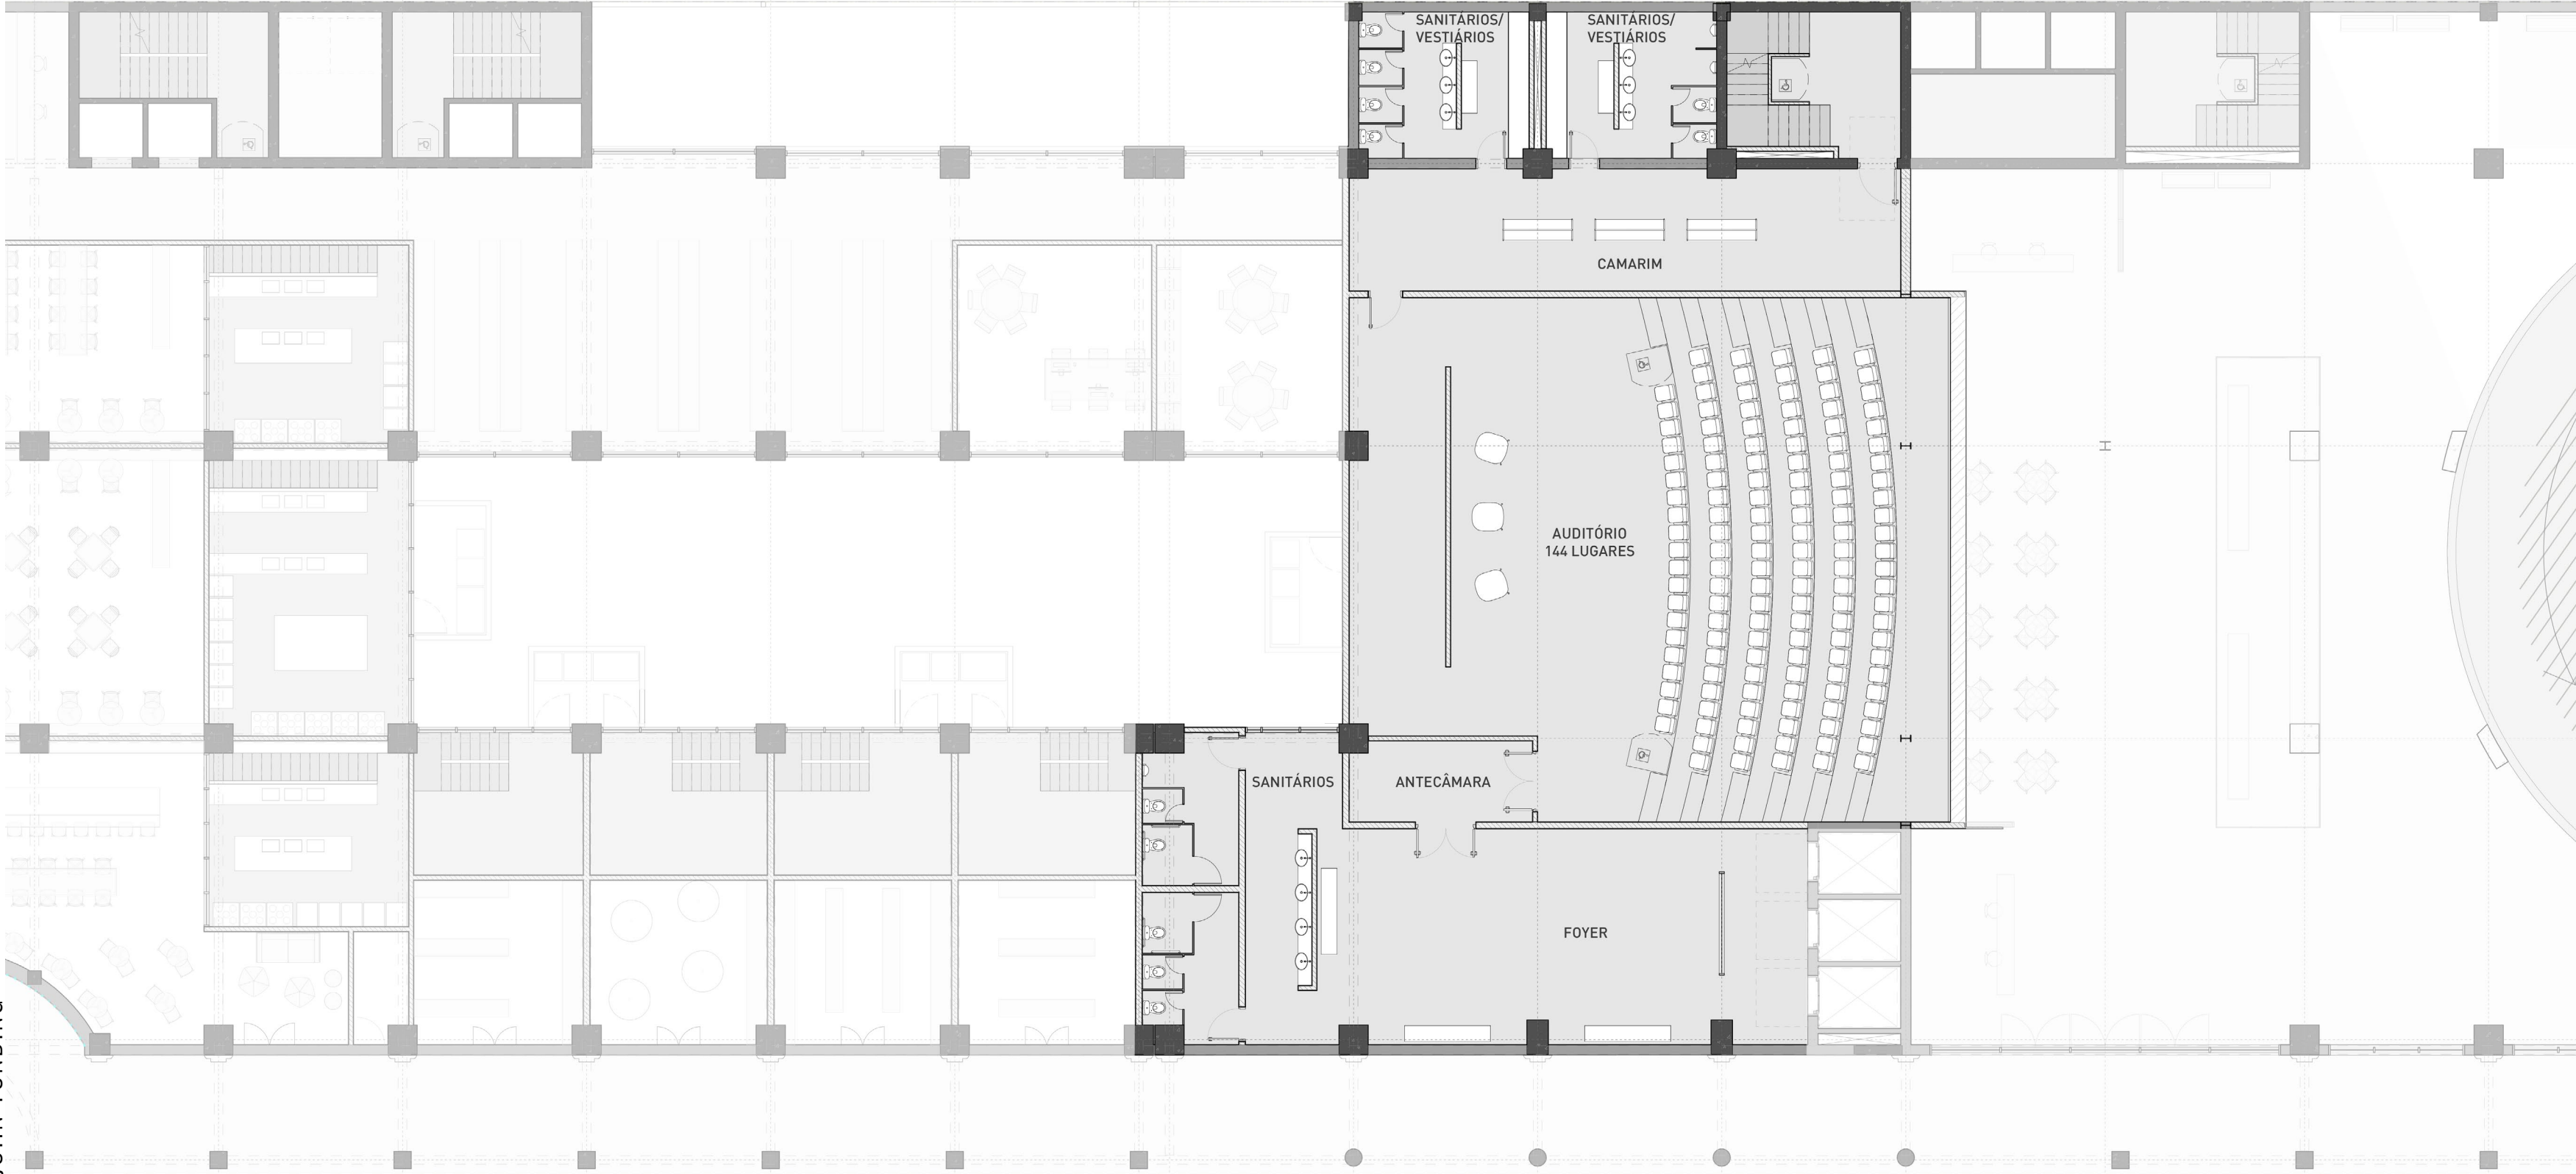 SANITÁRIOS/
VESTIÁRIOS
SANITÁRIOS/
VESTIÁRIOS
CAMARIM
AUDITÓRIO
144 LUGARES
SANITÁRIOS
ANTECÂMARA
FOYER